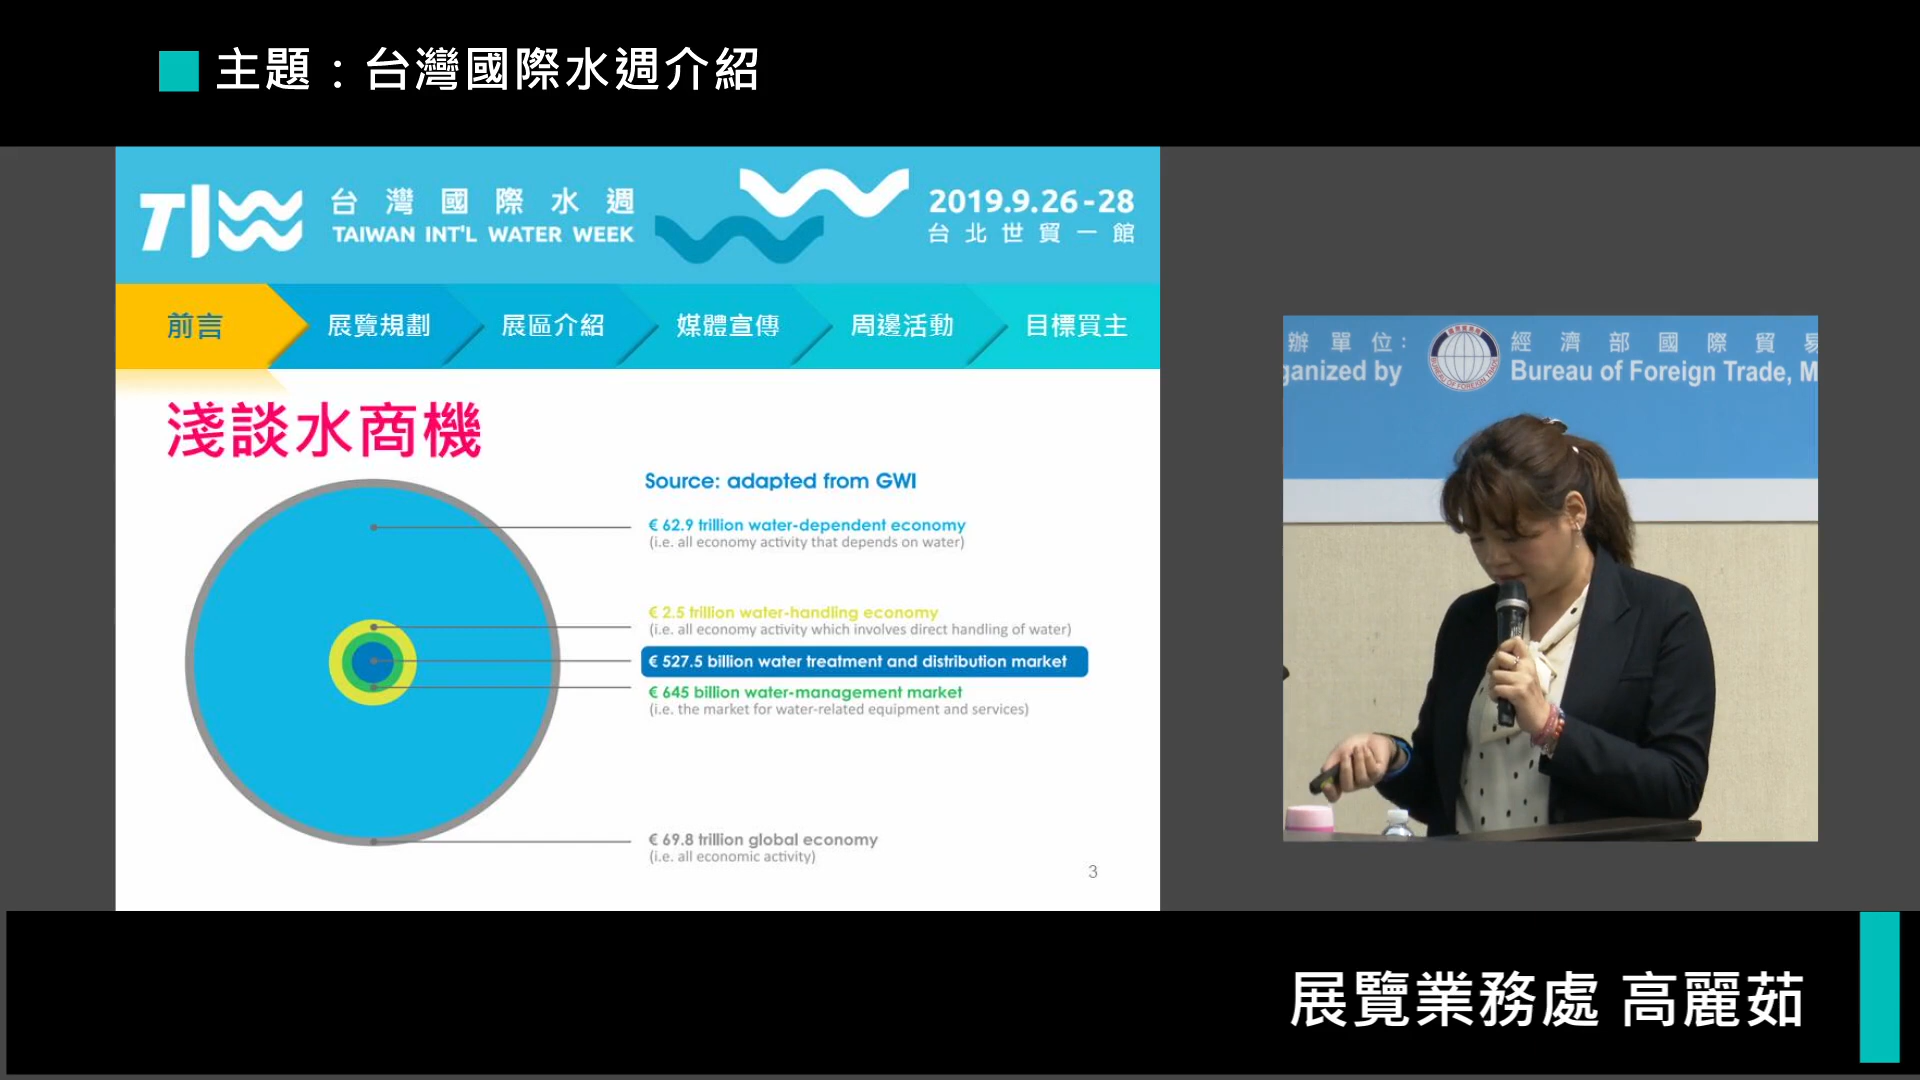 主題：台灣國際水週介紹
TIWW
台灣國際水週
TAIWAN INT'L WATER WEEK
2019.9.26-28
台北世貿一館
前言 展覽規劃 展區介紹 媒體宣傳 周邊活動 目標買主
淺談水商機
Source: adapted from GWI
€ 62.9 trillion water-dependent economy
(i.e. all economy activity that depends on water)
€ 2.5 trillion water-handling economy
(i.e. all economy activity which involves direct handling of water)
€ 527.5 billion water treatment and distribution market
€ 645 billion water-management market
(i.e. the market for water-related equipment and services)
€ 69.8 trillion global economy
(i.e. all economic activity)
3
辦單位: 經濟部國際貿易
ganized by Bureau of Foreign Trade, M
展覽業務處 高麗茹